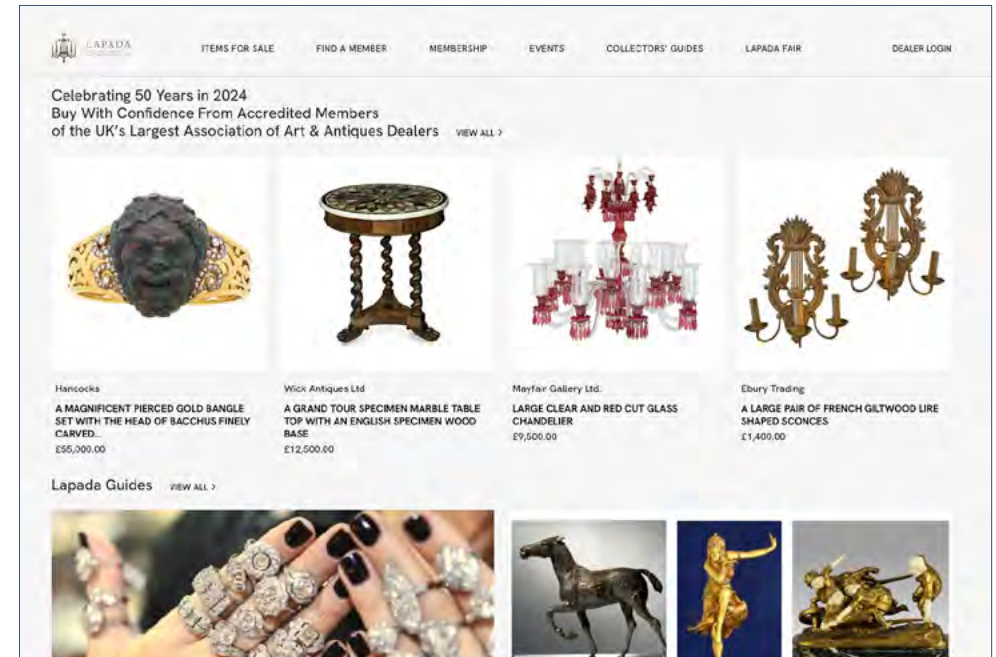 LAPADA
ITEMS FOR SALE
FIND A MEMBER
MEMBERSHIP
EVENTS
COLLECTORS' GUIDES
LAPADA FAIR
DEALER LOGIN
Celebrating 50 Years in 2024
Buy With Confidence From Accredited Members
of the UK's Largest Association of Art & Antiques Dealers VIEW ALL >
Hancocks
A MAGNIFICENT PIERCED GOLD BANGLE
SET WITH THE HEAD OF BACCHUS FINELY
CARVED...
£55,000.00
Wick Antiques Ltd
A GRAND TOUR SPECIMEN MARBLE TABLE
TOP WITH AN ENGLISH SPECIMEN WOOD
BASE
£12,500.00
Mayfair Gallery Ltd.
LARGE CLEAR AND RED CUT GLASS
CHANDELIER
£9,500.00
Ebury Trading
A LARGE PAIR OF FRENCH GILTWOOD LIRE
SHAPED SCONCES
£1,400.00
Lapada Guides VIEW ALL >